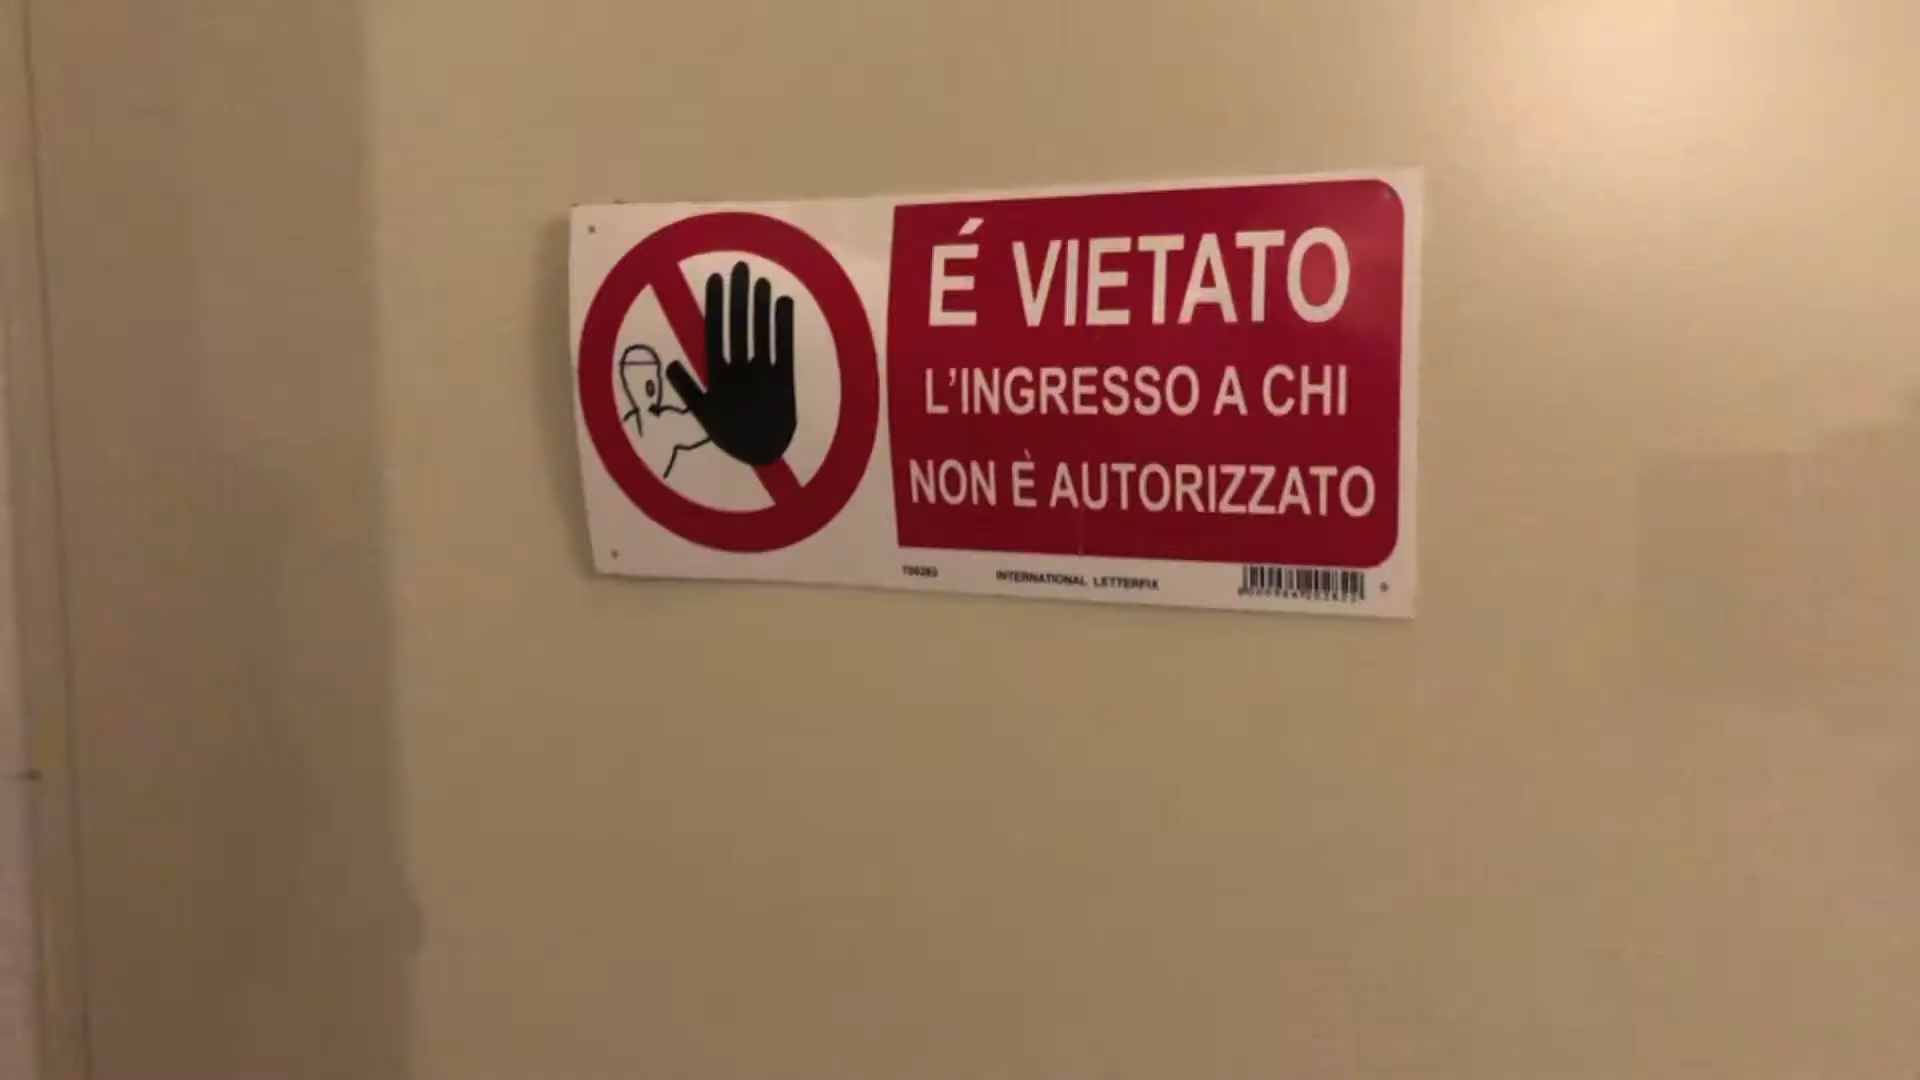 É VIETATO
L'INGRESSO A CHI
NON È AUTORIZZATO
INTERNATIONAL LETTERFIX